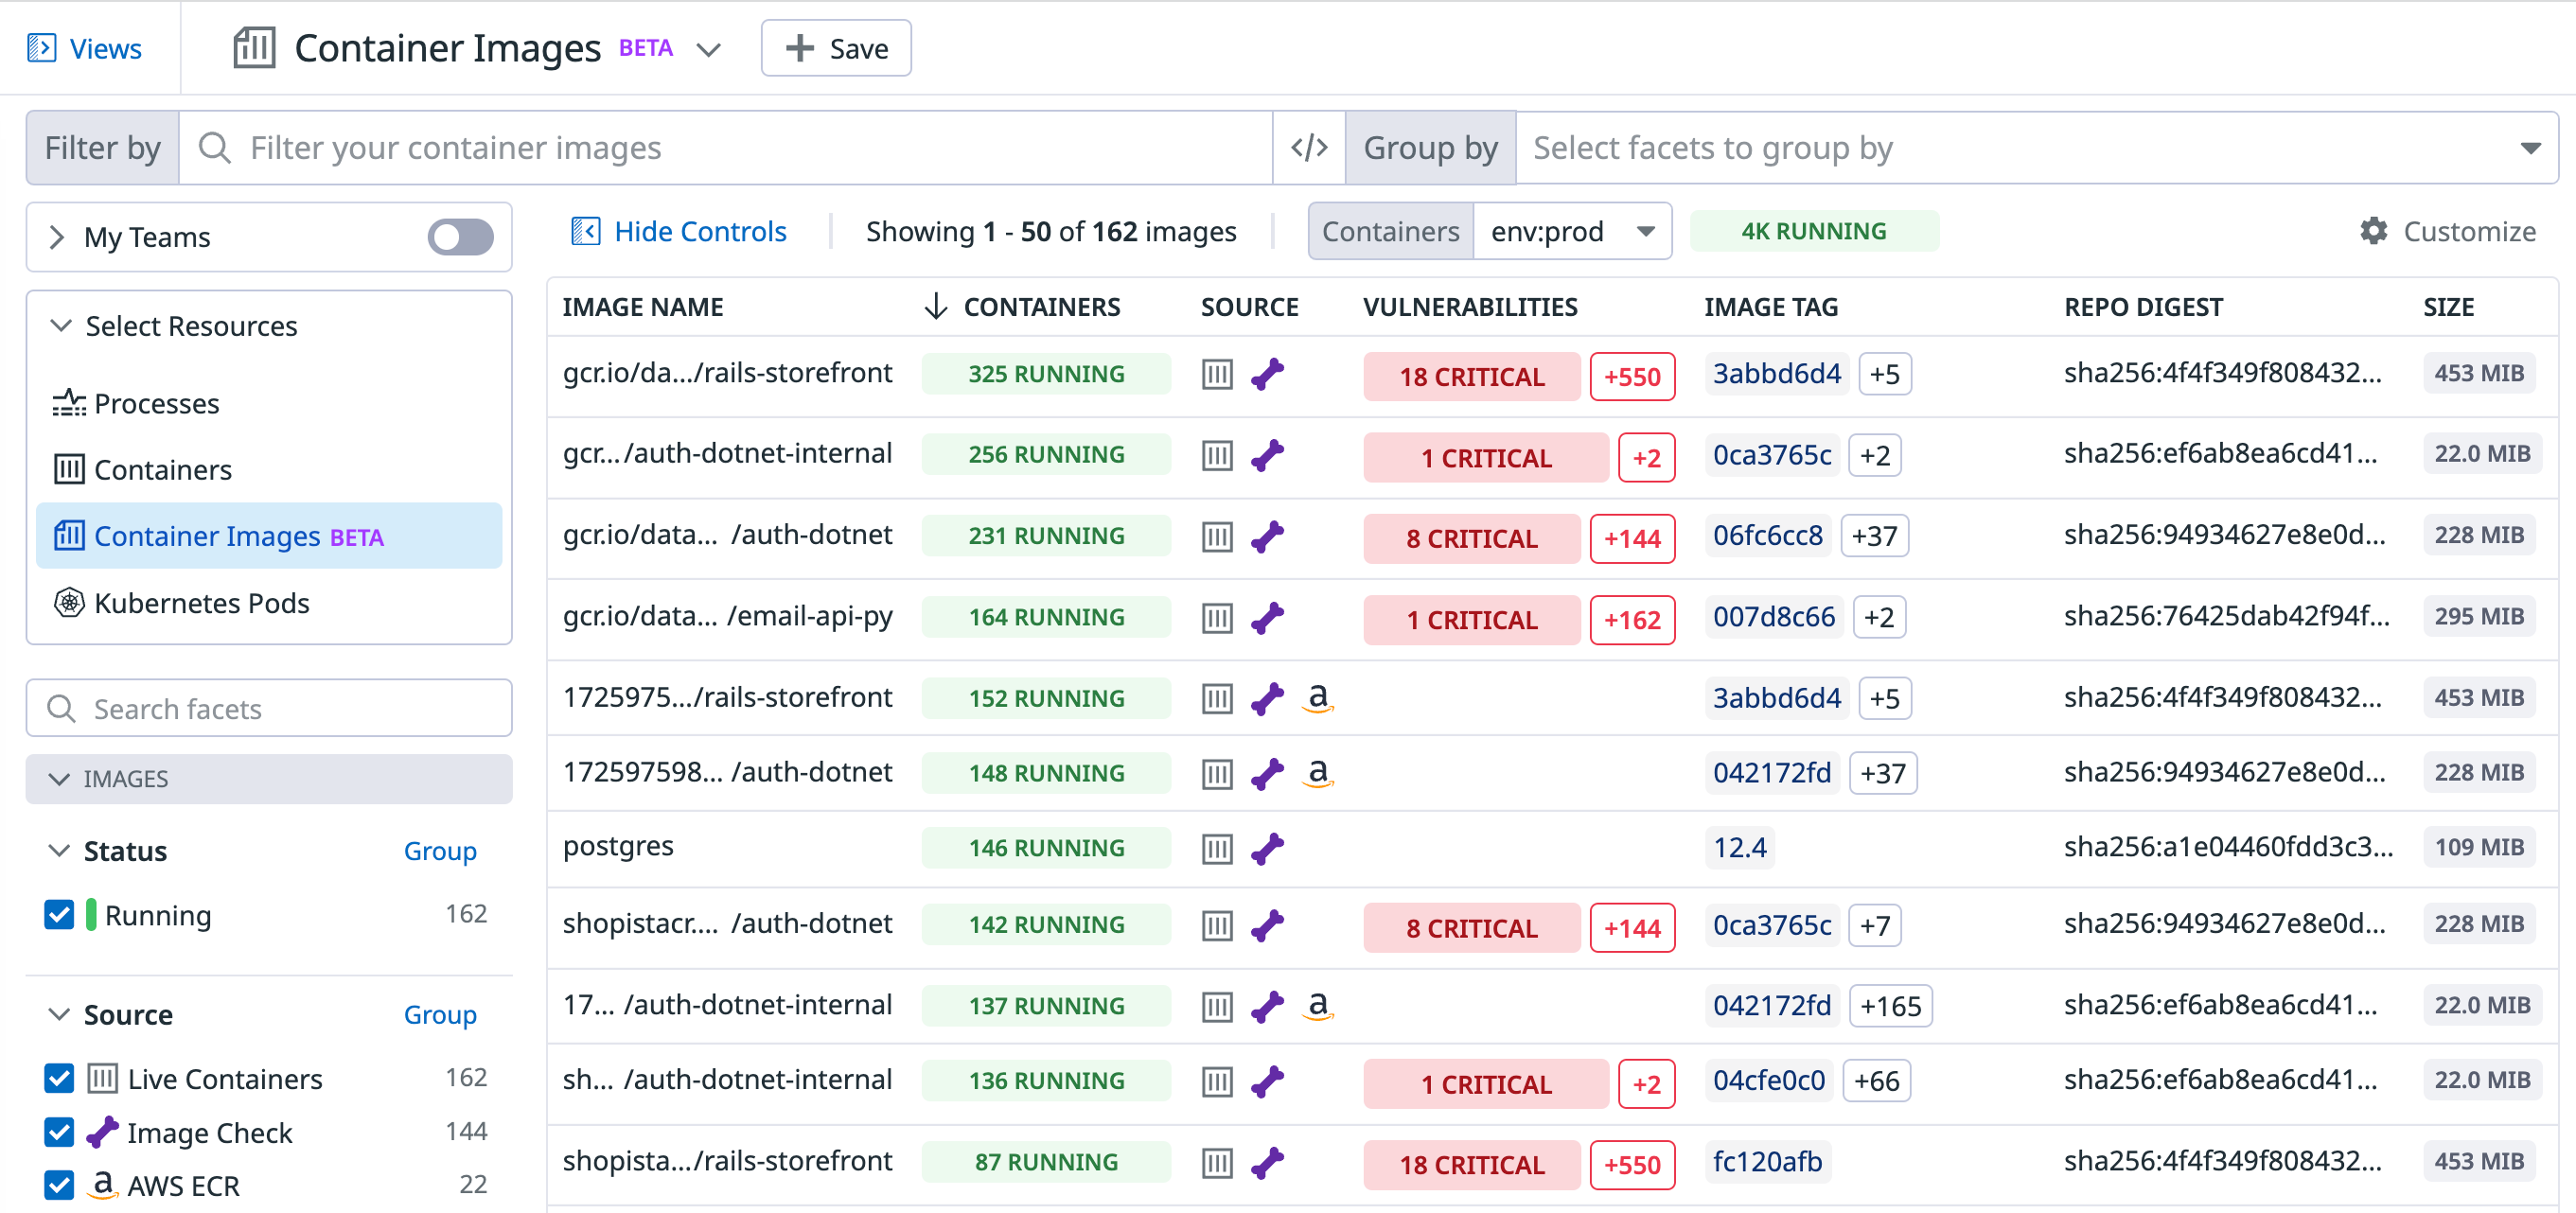 Views
Container Images BETA
Save
Filter by Filter your container images </> Group by Select facets to group by
My Teams
Hide Controls Showing 1 - 50 of 162 images Containers env:prod 4K RUNNING Customize
Select Resources
Processes
Containers
Container Images BETA
Kubernetes Pods
Search facets
IMAGES
Status Group
Running 162
Source Group
Live Containers 162
Image Check 144
AWS ECR 22
IMAGE NAME CONTAINERS SOURCE VULNERABILITIES IMAGE TAG REPO DIGEST SIZE
gcr.io/da.../rails-storefront 325 RUNNING 18 CRITICAL +550 3abbd6d4 +5 sha256:4f4f349f808432... 453 MIB
gcr... /auth-dotnet-internal 256 RUNNING 1 CRITICAL +2 0ca3765c +2 sha256:ef6ab8ea6cd41... 22.0 MIB
gcr.io/data... /auth-dotnet 231 RUNNING 8 CRITICAL +144 06fc6cc8 +37 sha256:94934627e8e0d... 228 MIB
gcr.io/data... /email-api-py 164 RUNNING 1 CRITICAL +162 007d8c66 +2 sha256:76425dab42f94f... 295 MIB
1725975.../rails-storefront 152 RUNNING 3abbd6d4 +5 sha256:4f4f349f808432... 453 MIB
172597598... /auth-dotnet 148 RUNNING 042172fd +37 sha256:94934627e8e0d... 228 MIB
postgres 146 RUNNING 12.4 sha256:a1e04460fdd3c3... 109 MIB
shopistacr.... /auth-dotnet 142 RUNNING 8 CRITICAL +144 0ca3765c +7 sha256:94934627e8e0d... 228 MIB
17... /auth-dotnet-internal 137 RUNNING 042172fd +165 sha256:ef6ab8ea6cd41... 22.0 MIB
sh... /auth-dotnet-internal 136 RUNNING 1 CRITICAL +2 04cfe0c0 +66 sha256:ef6ab8ea6cd41... 22.0 MIB
shopista.../rails-storefront 87 RUNNING 18 CRITICAL +550 fc120afb sha256:4f4f349f808432... 453 MIB